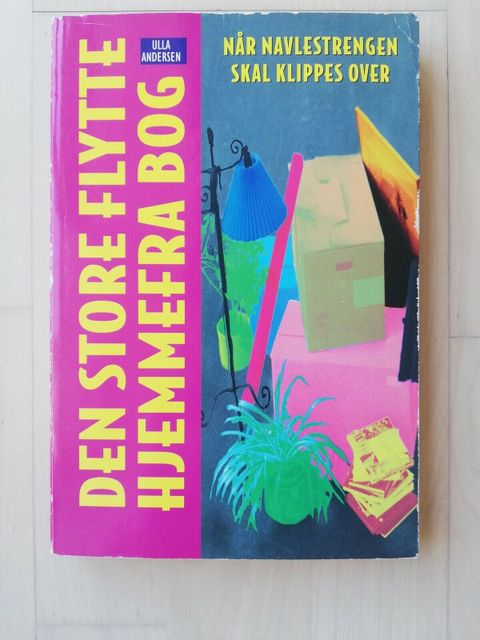 ULLA
ANDERSEN
DEN STORE FLYTTE
HJEMMEFRA BOG
NÅR NAVLESTRENGEN
SKAL KLIPPES OVER